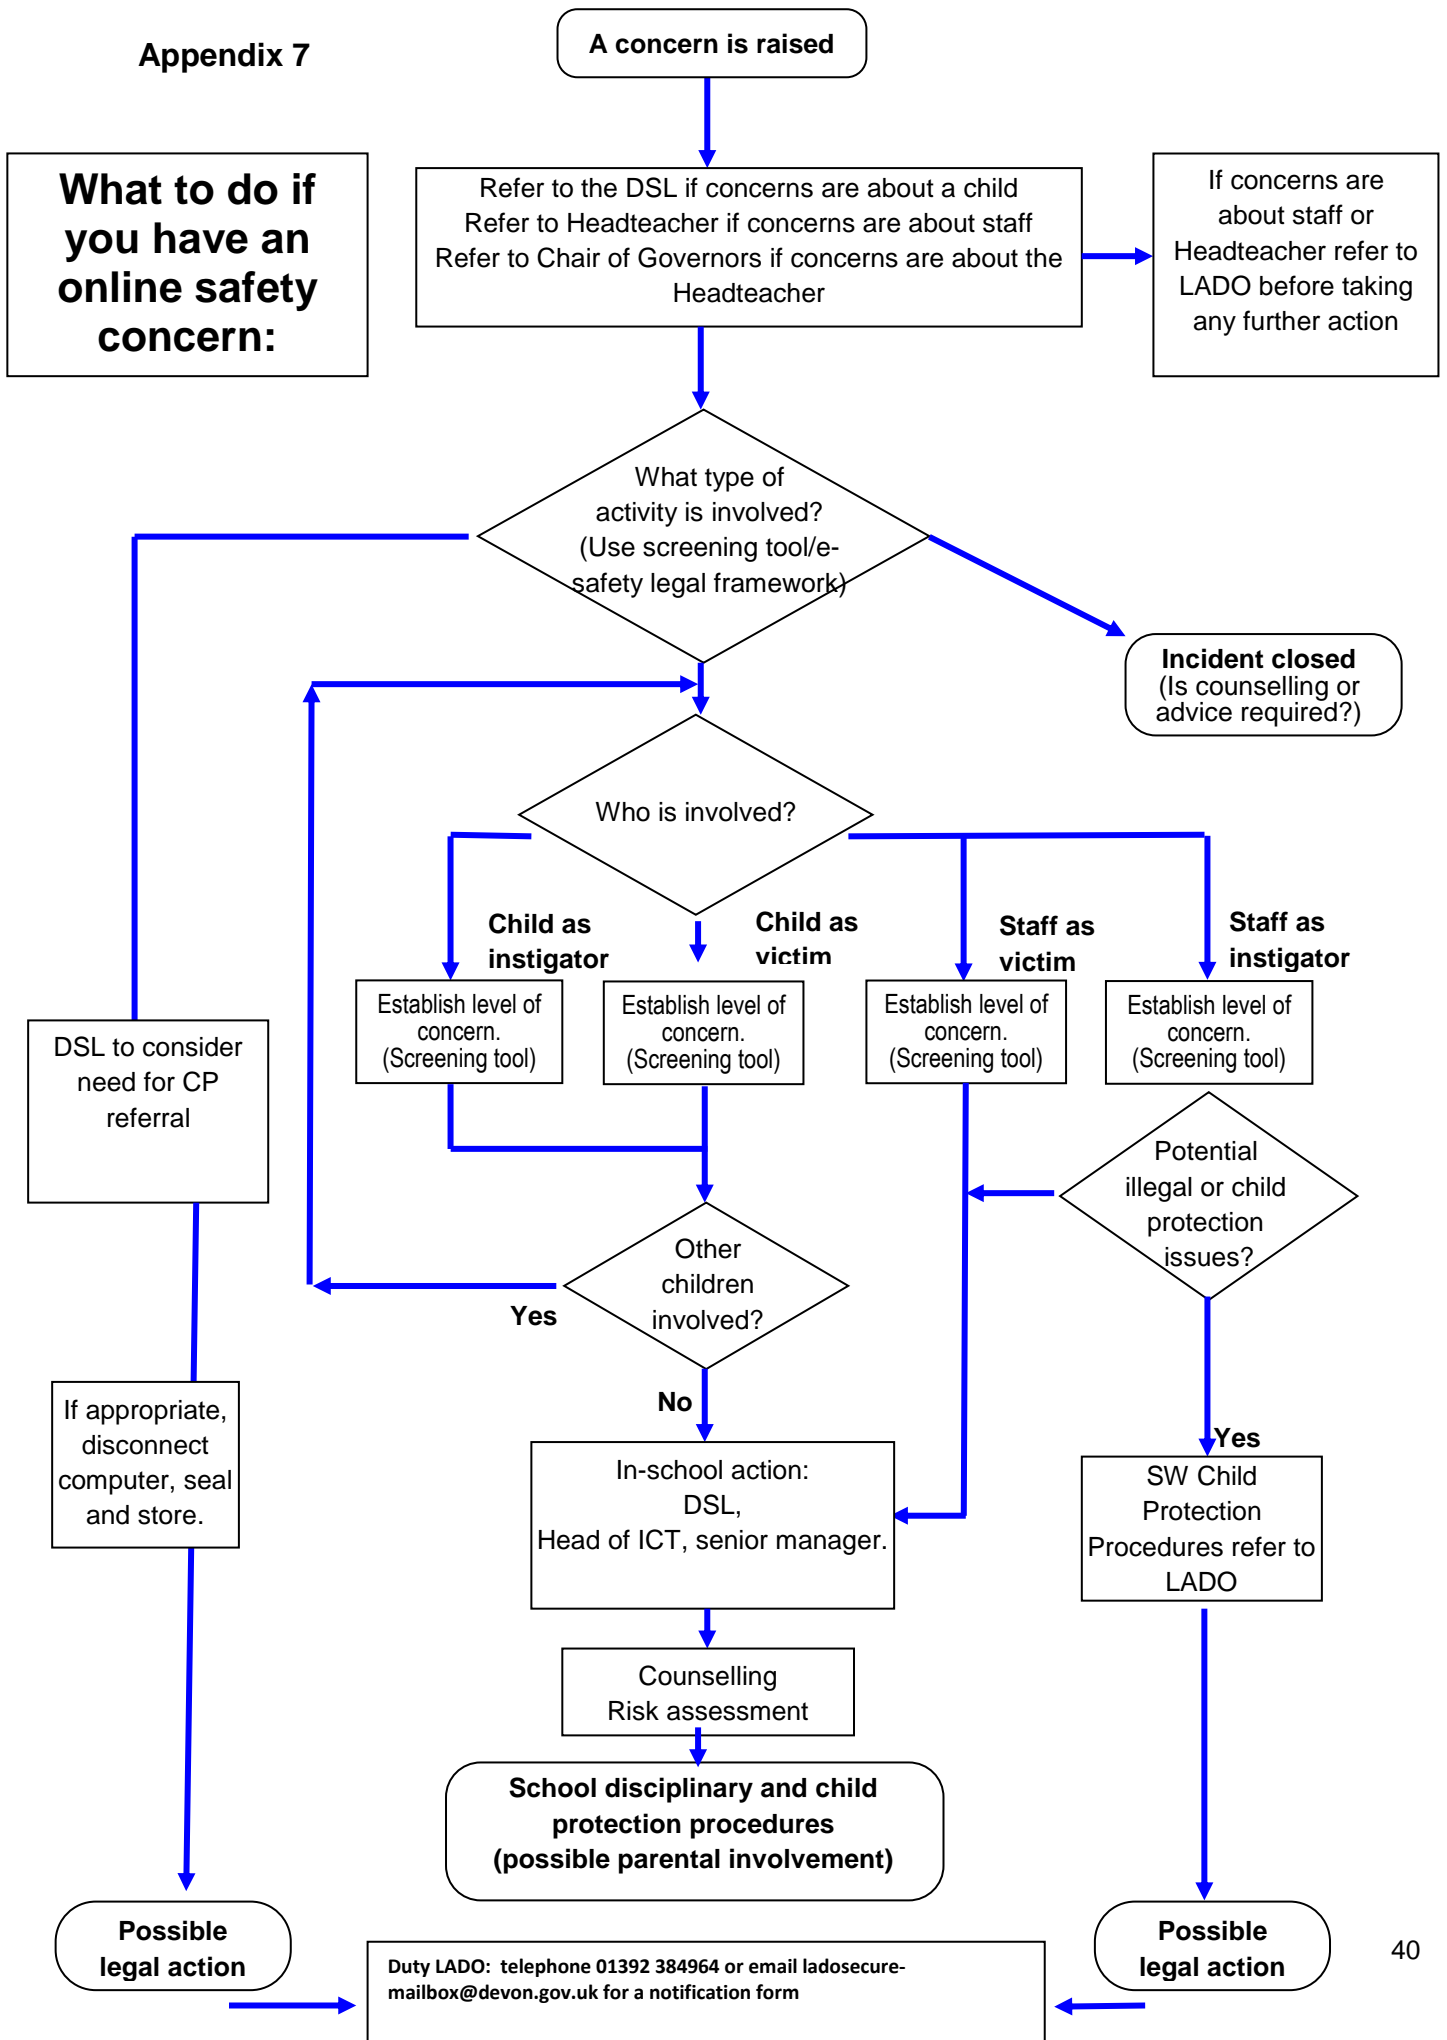 Appendix 7
A concern is raised
What to do if
you have an
online safety
concern:
Refer to the DSL if concerns are about a child
Refer to Headteacher if concerns are about staff
Refer to Chair of Governors if concerns are about the
Headteacher
If concerns are
about staff or
Headteacher refer to
LADO before taking
any further action
What type of
activity is involved?
(Use screening tool/e-
safety legal framework)
Incident closed
(Is counselling or
advice required?)
Who is involved?
Child as
instigator
Child as
victim
Staff as
victim
Staff as
instigator
Establish level of
concern.
(Screening tool)
Establish level of
concern.
(Screening tool)
Establish level of
concern.
(Screening tool)
Establish level of
concern.
(Screening tool)
DSL to consider
need for CP
referral
Potential
illegal or child
protection
issues?
Other
children
involved?
Yes
No
Yes
If appropriate,
disconnect
computer, seal
and store.
In-school action:
DSL,
Head of ICT, senior manager.
SW Child
Protection
Procedures refer to
LADO
Counselling
Risk assessment
School disciplinary and child
protection procedures
(possible parental involvement)
Possible
legal action
Possible
legal action
Duty LADO: telephone 01392 384964 or email ladosecure-
mailbox@devon.gov.uk for a notification form
40